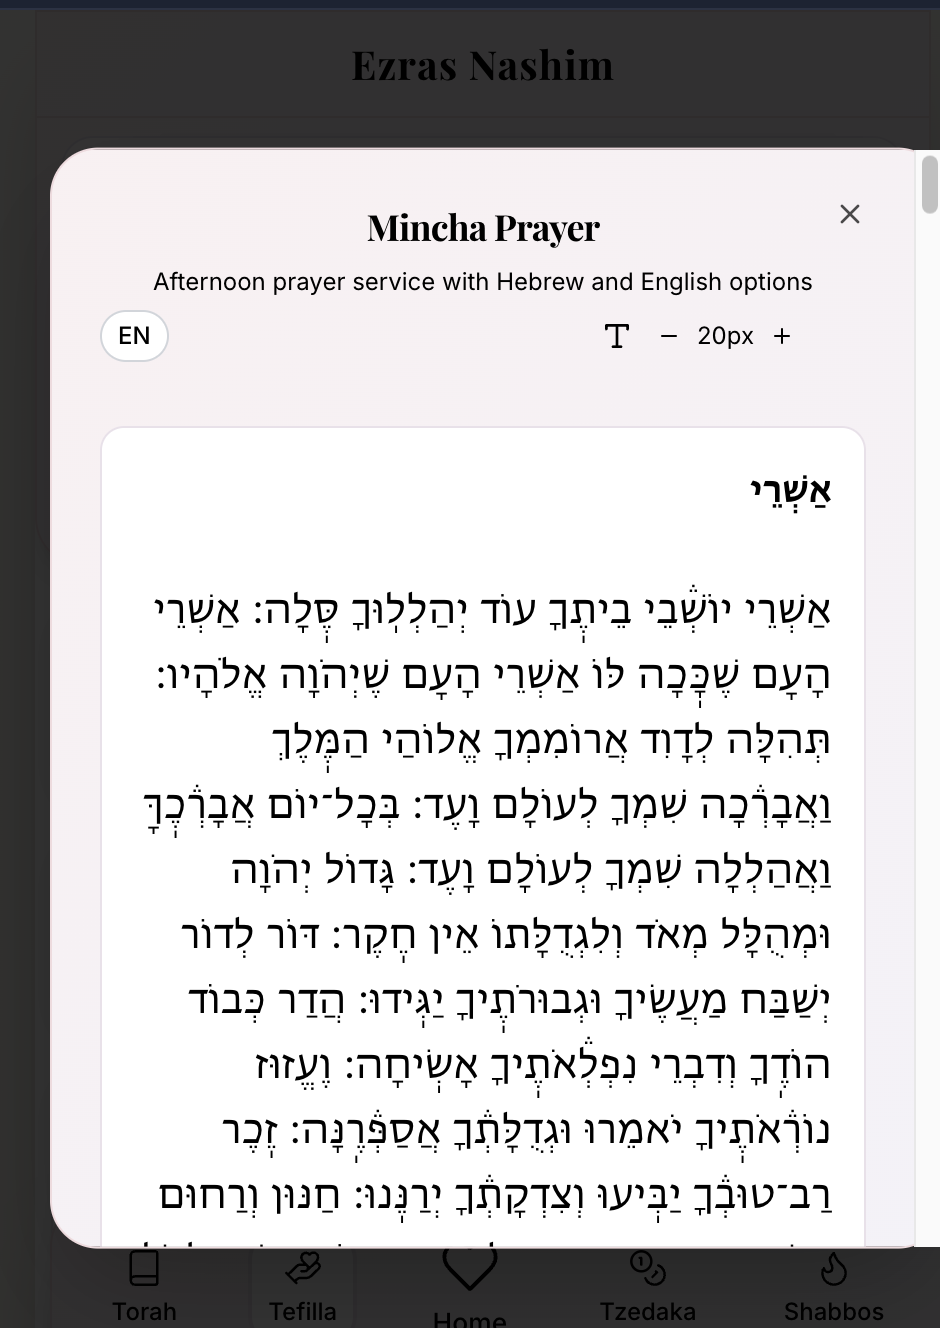 Ezras Nashim
Mincha Prayer
Afternoon prayer service with Hebrew and English options
EN
T − 20px +
אַשְׁרֵי
אַשְׁרֵי יוֹשְׁ֒בֵי בֵיתֶֽךָ עוֹד יְהַלְלֽוּךָ סֶּֽלָה: אַשְׁרֵי
הָעָם שֶׁכָּֽכָה לּוֹ אַשְׁרֵי הָעָם שֶׁיְהֹוָה אֱלֹהָיו:
תְּהִלָּה לְדָוִד אֲרוֹמִמְךָ אֱלוֹהַי הַמֶּֽלֶךְ
וַאֲבָרְ֒כָה שִׁמְךָ לְעוֹלָם וָעֶד: בְּכָל־יוֹם אֲבָרְ֒כֶֽךָּ
וַאֲהַלְלָה שִׁמְךָ לְעוֹלָם וָעֶד: גָּדוֹל יְהֹוָה
וּמְהֻלָּל מְאֹד וְלִגְדֻלָּתוֹ אֵין חֵֽקֶר: דּוֹר לְדוֹר
יְשַׁבַּח מַעֲשֶׂיךָ וּגְבוּרֹתֶֽיךָ יַגִּֽידוּ: הֲדַר כְּבוֹד
הוֹדֶֽךָ וְדִבְרֵי נִפְלְ֒אֹתֶֽיךָ אָשִֽׂיחָה: וֶעֱזוּז
נוֹרְ֒אֹתֶֽיךָ יֹאמֵרוּ וּגְדֻלָּתְ֒ךָ אֲסַפְּ֒רֶֽנָּה: זֵֽכֶר
רַב־טוּבְ֒ךָ יַבִּֽיעוּ וְצִדְקָתְ֒ךָ יְרַנֵּֽנוּ: חַנּוּן וְרַחוּם
Torah
Tefilla
Home
Tzedaka
Shabbos